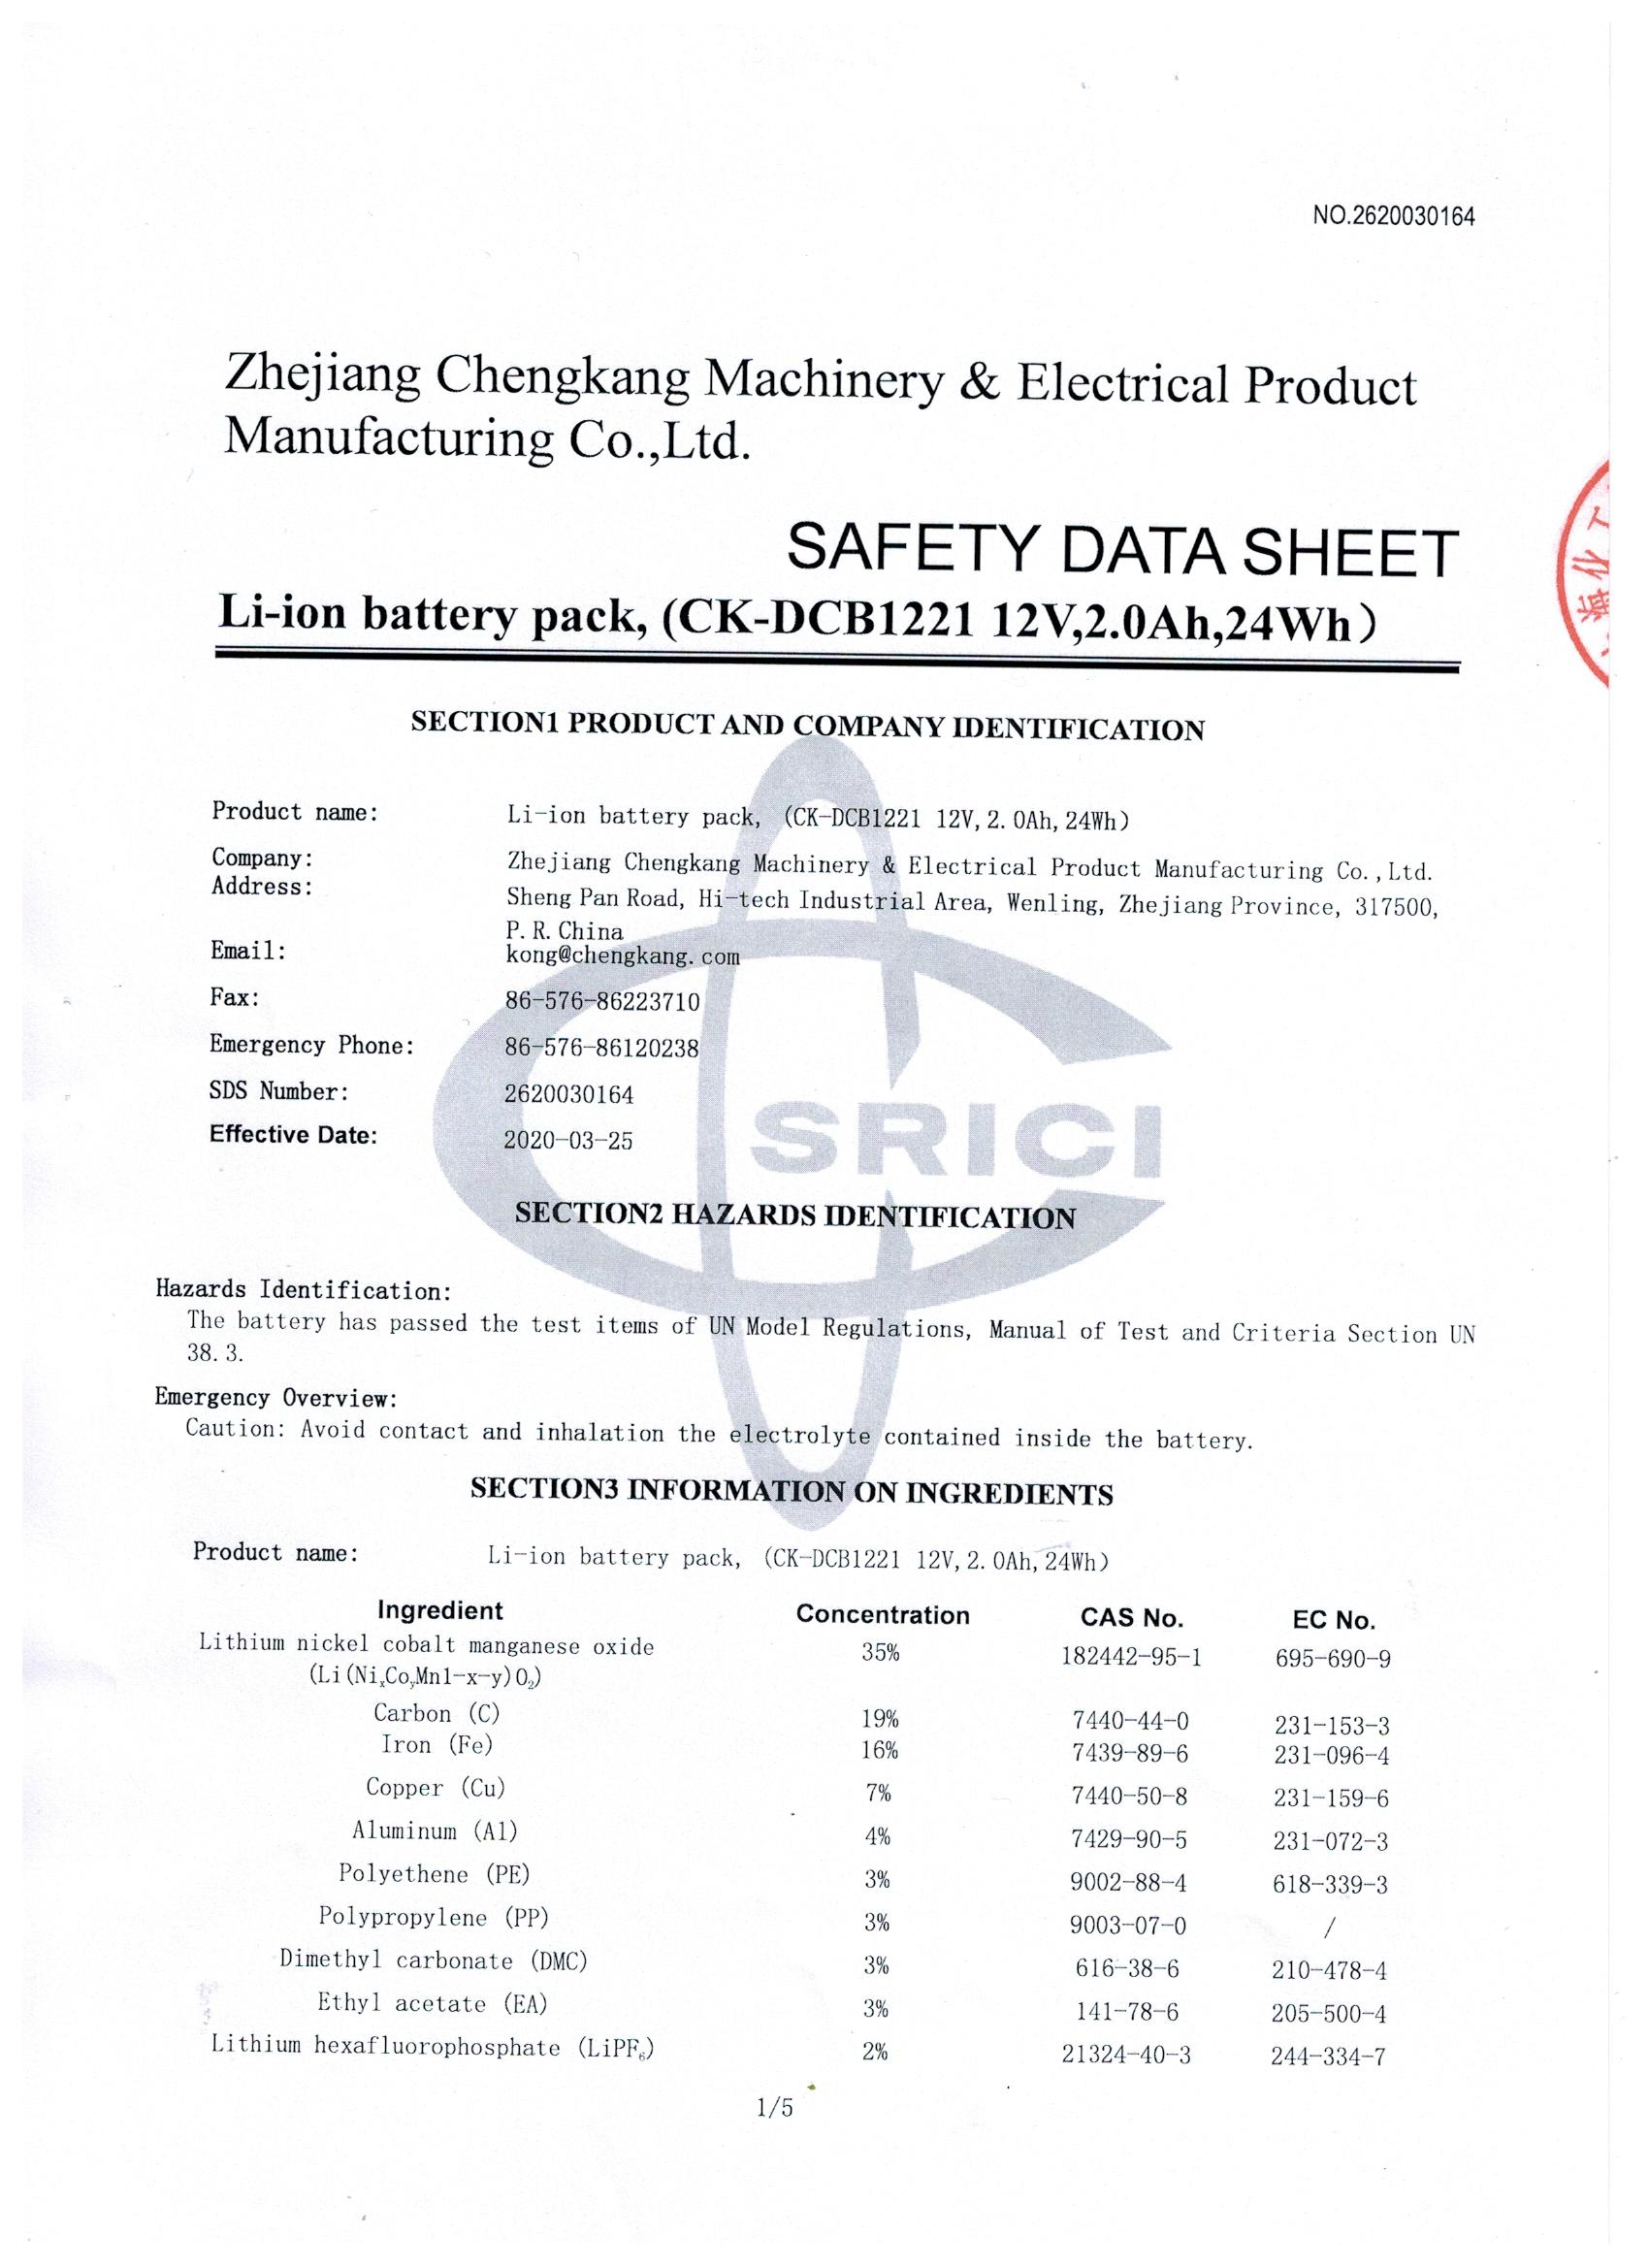 NO.2620030164
Zhejiang Chengkang Machinery & Electrical Product
Manufacturing Co.,Ltd.
SAFETY DATA SHEET
Li-ion battery pack, (CK-DCB1221 12V,2.0Ah,24Wh）
SECTION1 PRODUCT AND COMPANY IDENTIFICATION
Product name: Li-ion battery pack, (CK-DCB1221 12V, 2.0Ah, 24Wh)
Company: Zhejiang Chengkang Machinery & Electrical Product Manufacturing Co., Ltd.
Address: Sheng Pan Road, Hi-tech Industrial Area, Wenling, Zhejiang Province, 317500,
P. R. China
Email: kong@chengkang.com
Fax: 86-576-86223710
Emergency Phone: 86-576-86120238
SDS Number: 2620030164
Effective Date: 2020-03-25
SRICI
SECTION2 HAZARDS IDENTIFICATION
Hazards Identification:
The battery has passed the test items of UN Model Regulations, Manual of Test and Criteria Section UN
38.3.
Emergency Overview:
Caution: Avoid contact and inhalation the electrolyte contained inside the battery.
SECTION3 INFORMATION ON INGREDIENTS
Product name: Li-ion battery pack, (CK-DCB1221 12V, 2.0Ah, 24Wh)
Ingredient Concentration CAS No. EC No.
Lithium nickel cobalt manganese oxide 35% 182442-95-1 695-690-9
(Li(NiₓCoᵧMn1-x-y)O₂)
Carbon (C) 19% 7440-44-0 231-153-3
Iron (Fe) 16% 7439-89-6 231-096-4
Copper (Cu) 7% 7440-50-8 231-159-6
Aluminum (Al) 4% 7429-90-5 231-072-3
Polyethene (PE) 3% 9002-88-4 618-339-3
Polypropylene (PP) 3% 9003-07-0 /
Dimethyl carbonate (DMC) 3% 616-38-6 210-478-4
Ethyl acetate (EA) 3% 141-78-6 205-500-4
Lithium hexafluorophosphate (LiPF₆) 2% 21324-40-3 244-334-7
1/5